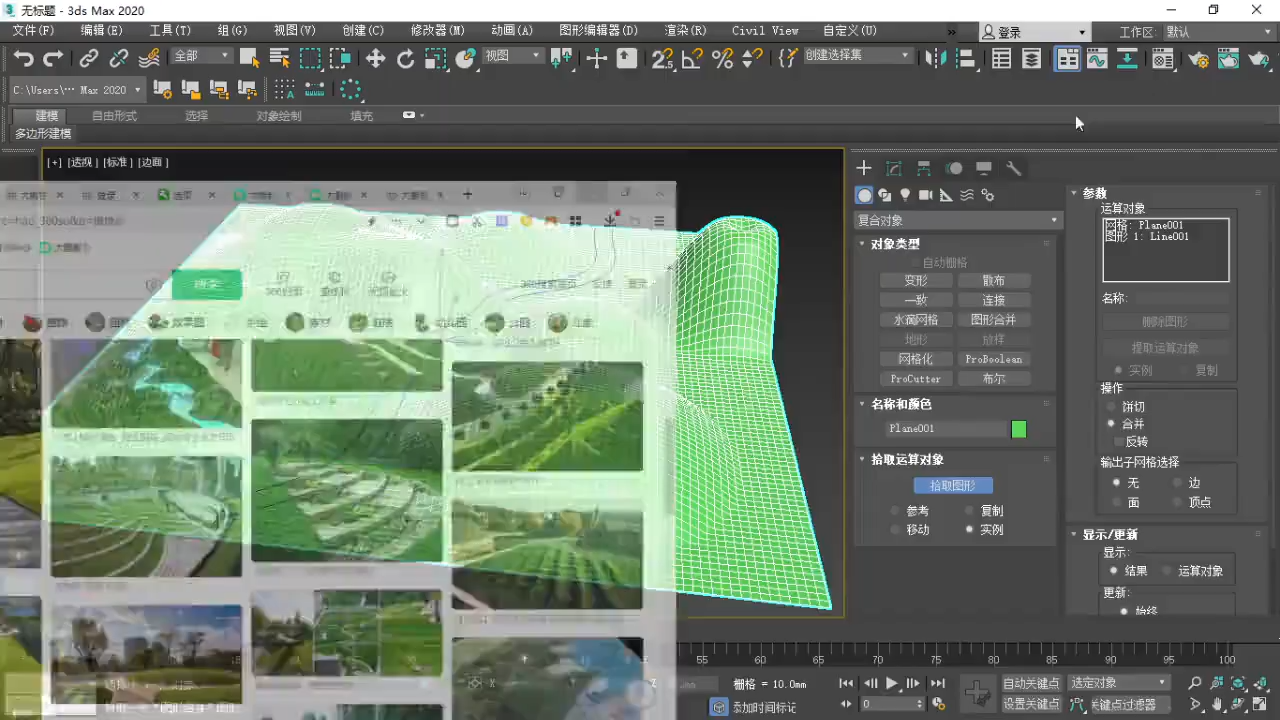 无标题 - 3ds Max 2020
文件(F) 编辑(E) 工具(T) 组(G) 视图(V) 创建(C) 修改器(M) 动画(A) 图形编辑器(D) 渲染(R) Civil View 自定义(U) » 登录 工作区: 默认
全部 视图 创建选择集
C:\Users\··· Max 2020
建模 自由形式 选择 对象绘制 填充
多边形建模
[+] [透视] [标准] [边面]
复合对象
对象类型
自动栅格
变形 散布
一致 连接
水滴网格 图形合并
地形 放样
网格化 ProBoolean
ProCutter 布尔
名称和颜色
Plane001
拾取运算对象
拾取图形
参考 复制
移动 实例
参数
运算对象
网格: Plane001
图形 1: Line001
名称:
删除图形
提取运算对象
实例 复制
操作
饼切
合并
反转
输出子网格选择
无 边
面 顶点
显示/更新
显示:
结果 运算对象
更新:
始终
55 60 65 70 75 80 85 90 95 100
栅格 = 10.0mm
添加时间标记
0
自动关键点 选定对象
设置关键点 关键点过滤器